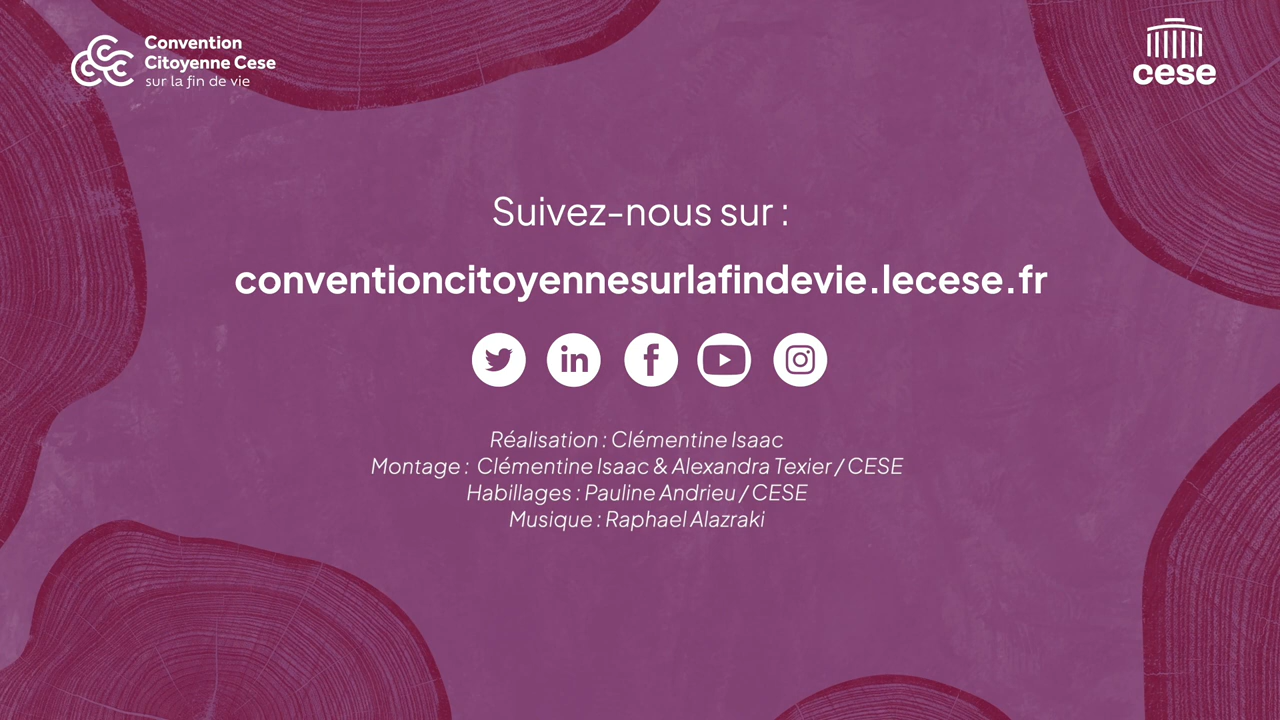 Convention
Citoyenne Cese
sur la fin de vie
cese
Suivez-nous sur :
conventioncitoyennesurlafindevie.lecese.fr
in
f
Réalisation : Clémentine Isaac
Montage : Clémentine Isaac & Alexandra Texier / CESE
Habillages : Pauline Andrieu / CESE
Musique : Raphael Alazraki